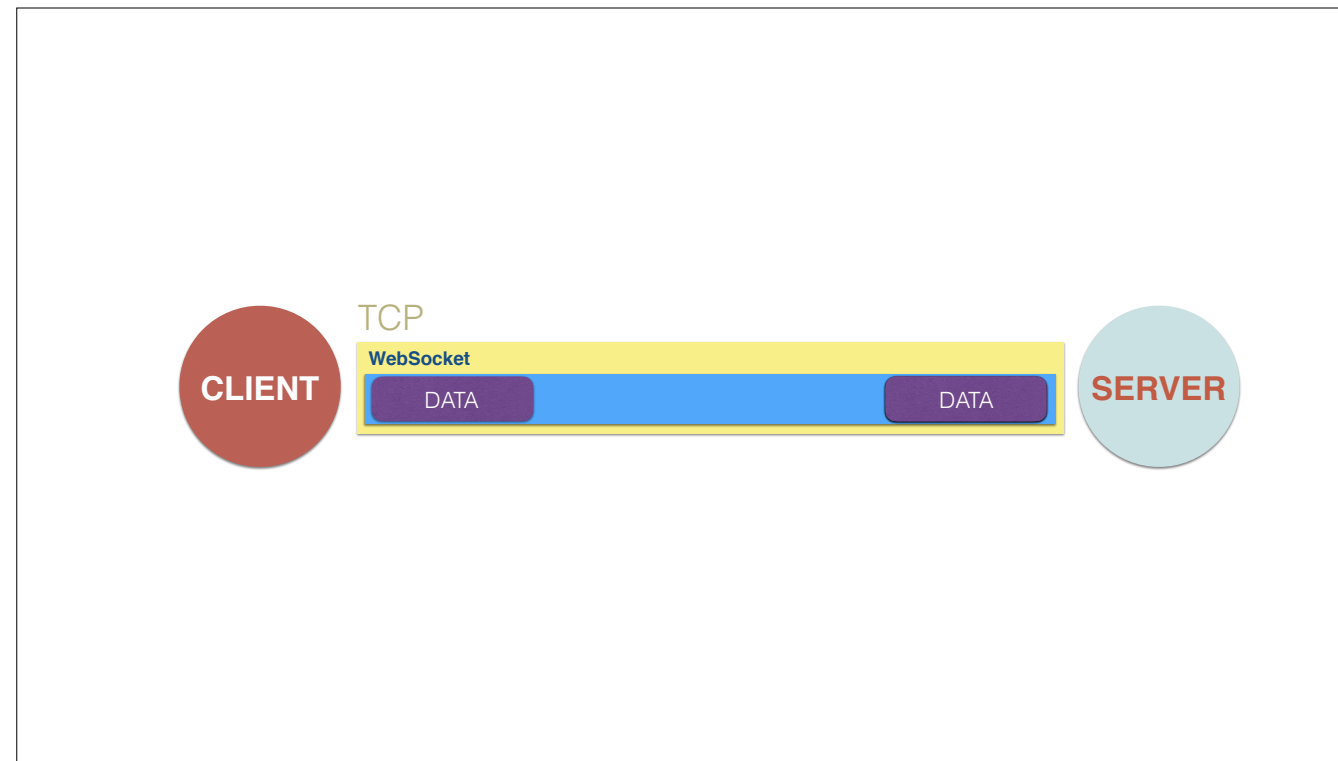 TCP
WebSocket
CLIENT
DATA
DATA
SERVER